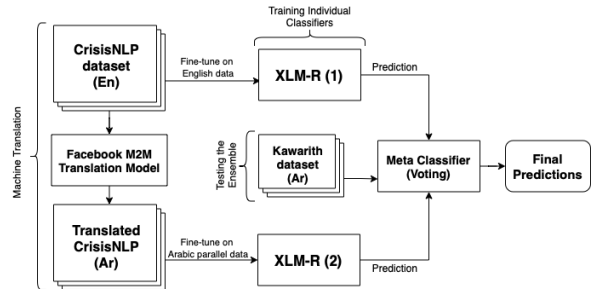 Training Individual
Classifiers
CrisisNLP
dataset
(En)
Fine-tune on
English data
XLM-R (1)
Prediction
Machine Translation
Facebook M2M
Translation Model
Testing the
Ensemble
Kawarith
dataset
(Ar)
Meta Classifier
(Voting)
Final
Predictions
Translated
CrisisNLP
(Ar)
Fine-tune on
Arabic parallel data
XLM-R (2)
Prediction